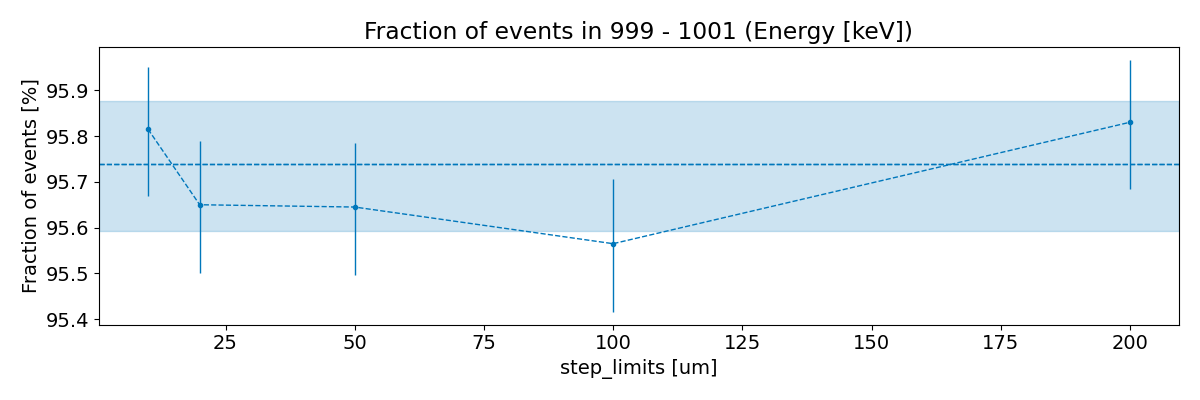 Fraction of events in 999 - 1001 (Energy [keV])
Fraction of events [%]
95.9
95.8
95.7
95.6
95.5
95.4
25 50 75 100 125 150 175 200
step_limits [um]